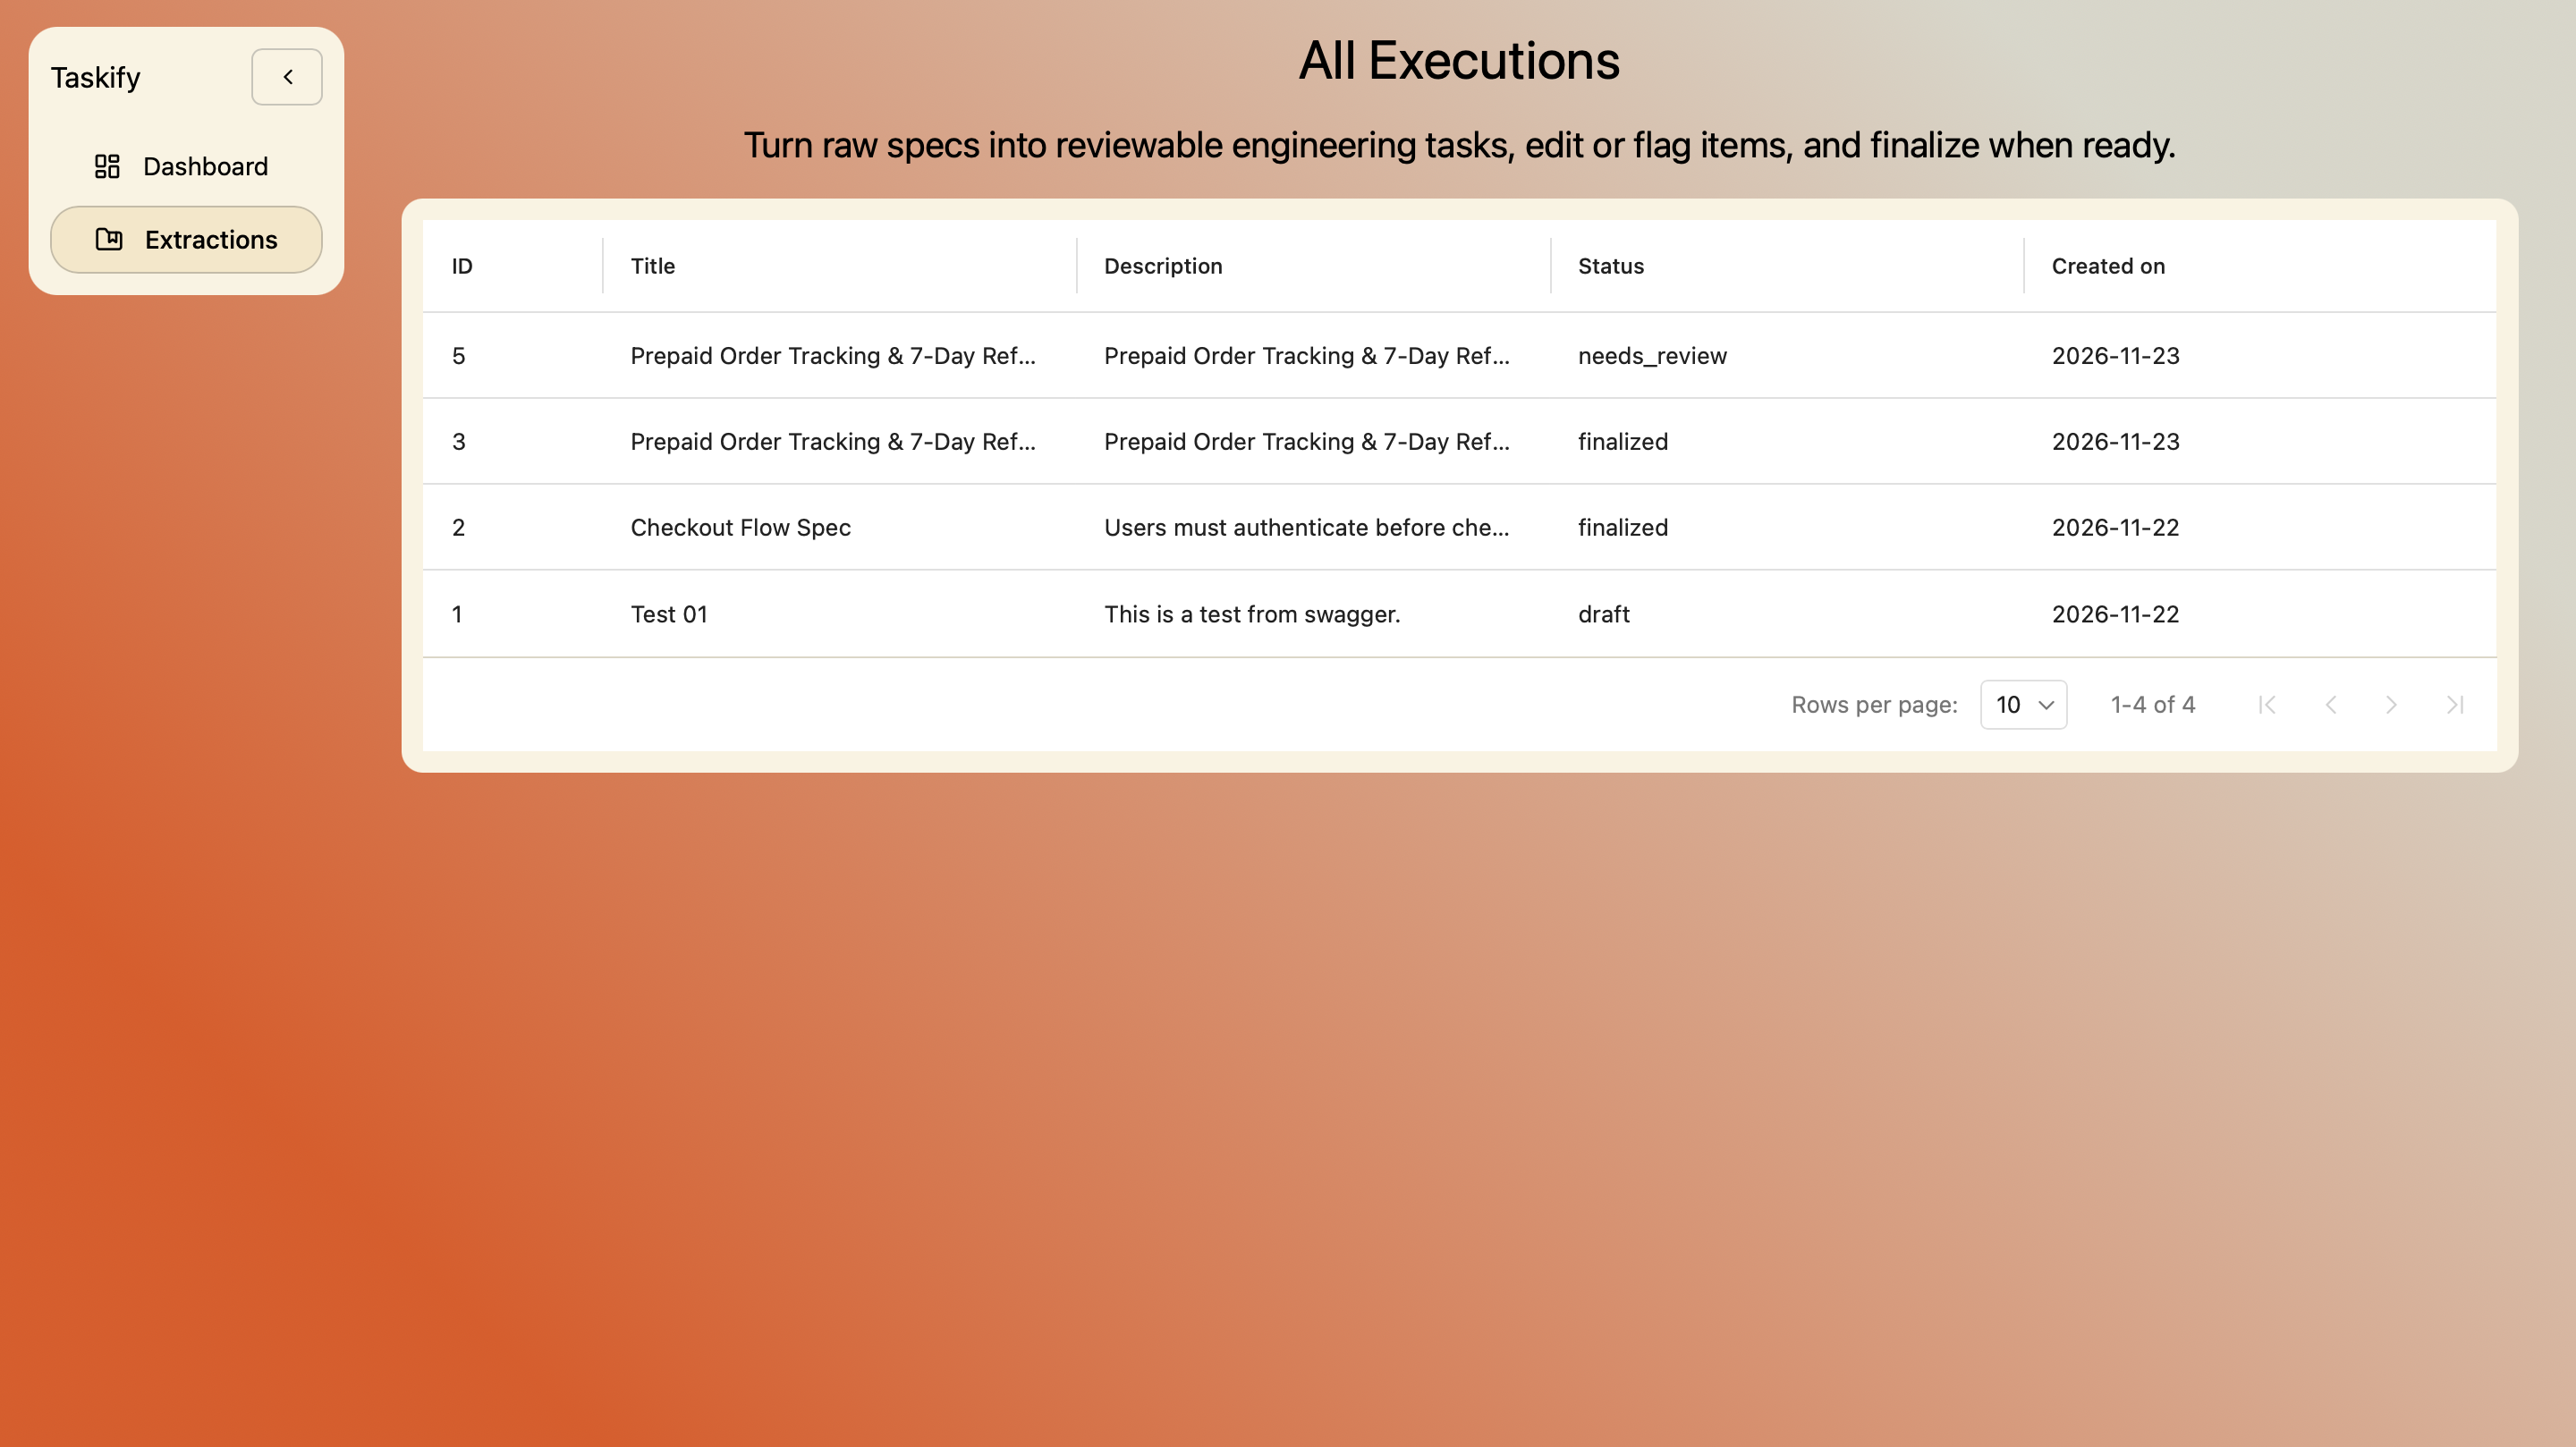 Taskify
Dashboard
Extractions
All Executions
Turn raw specs into reviewable engineering tasks, edit or flag items, and finalize when ready.
ID Title Description Status Created on
5 Prepaid Order Tracking & 7-Day Ref... Prepaid Order Tracking & 7-Day Ref... needs_review 2026-11-23
3 Prepaid Order Tracking & 7-Day Ref... Prepaid Order Tracking & 7-Day Ref... finalized 2026-11-23
2 Checkout Flow Spec Users must authenticate before che... finalized 2026-11-22
1 Test 01 This is a test from swagger. draft 2026-11-22
Rows per page: 10 1-4 of 4